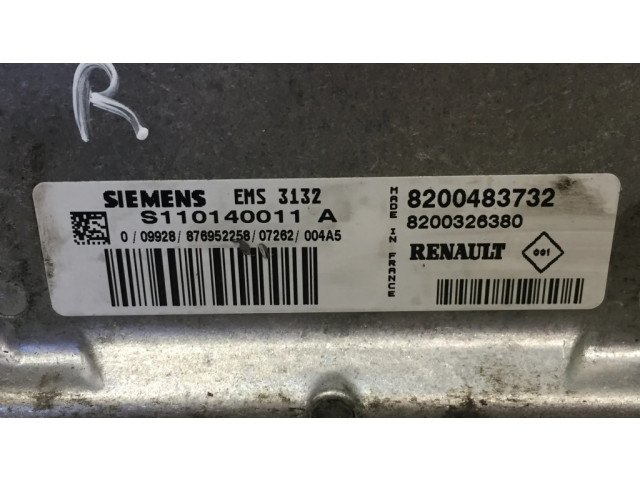 R
SIEMENS EMS 3132
S110140011 A
0 / 09928 / 876952258 / 07262 / 004A5
MADE IN FRANCE
8200483732
8200326380
RENAULT 001